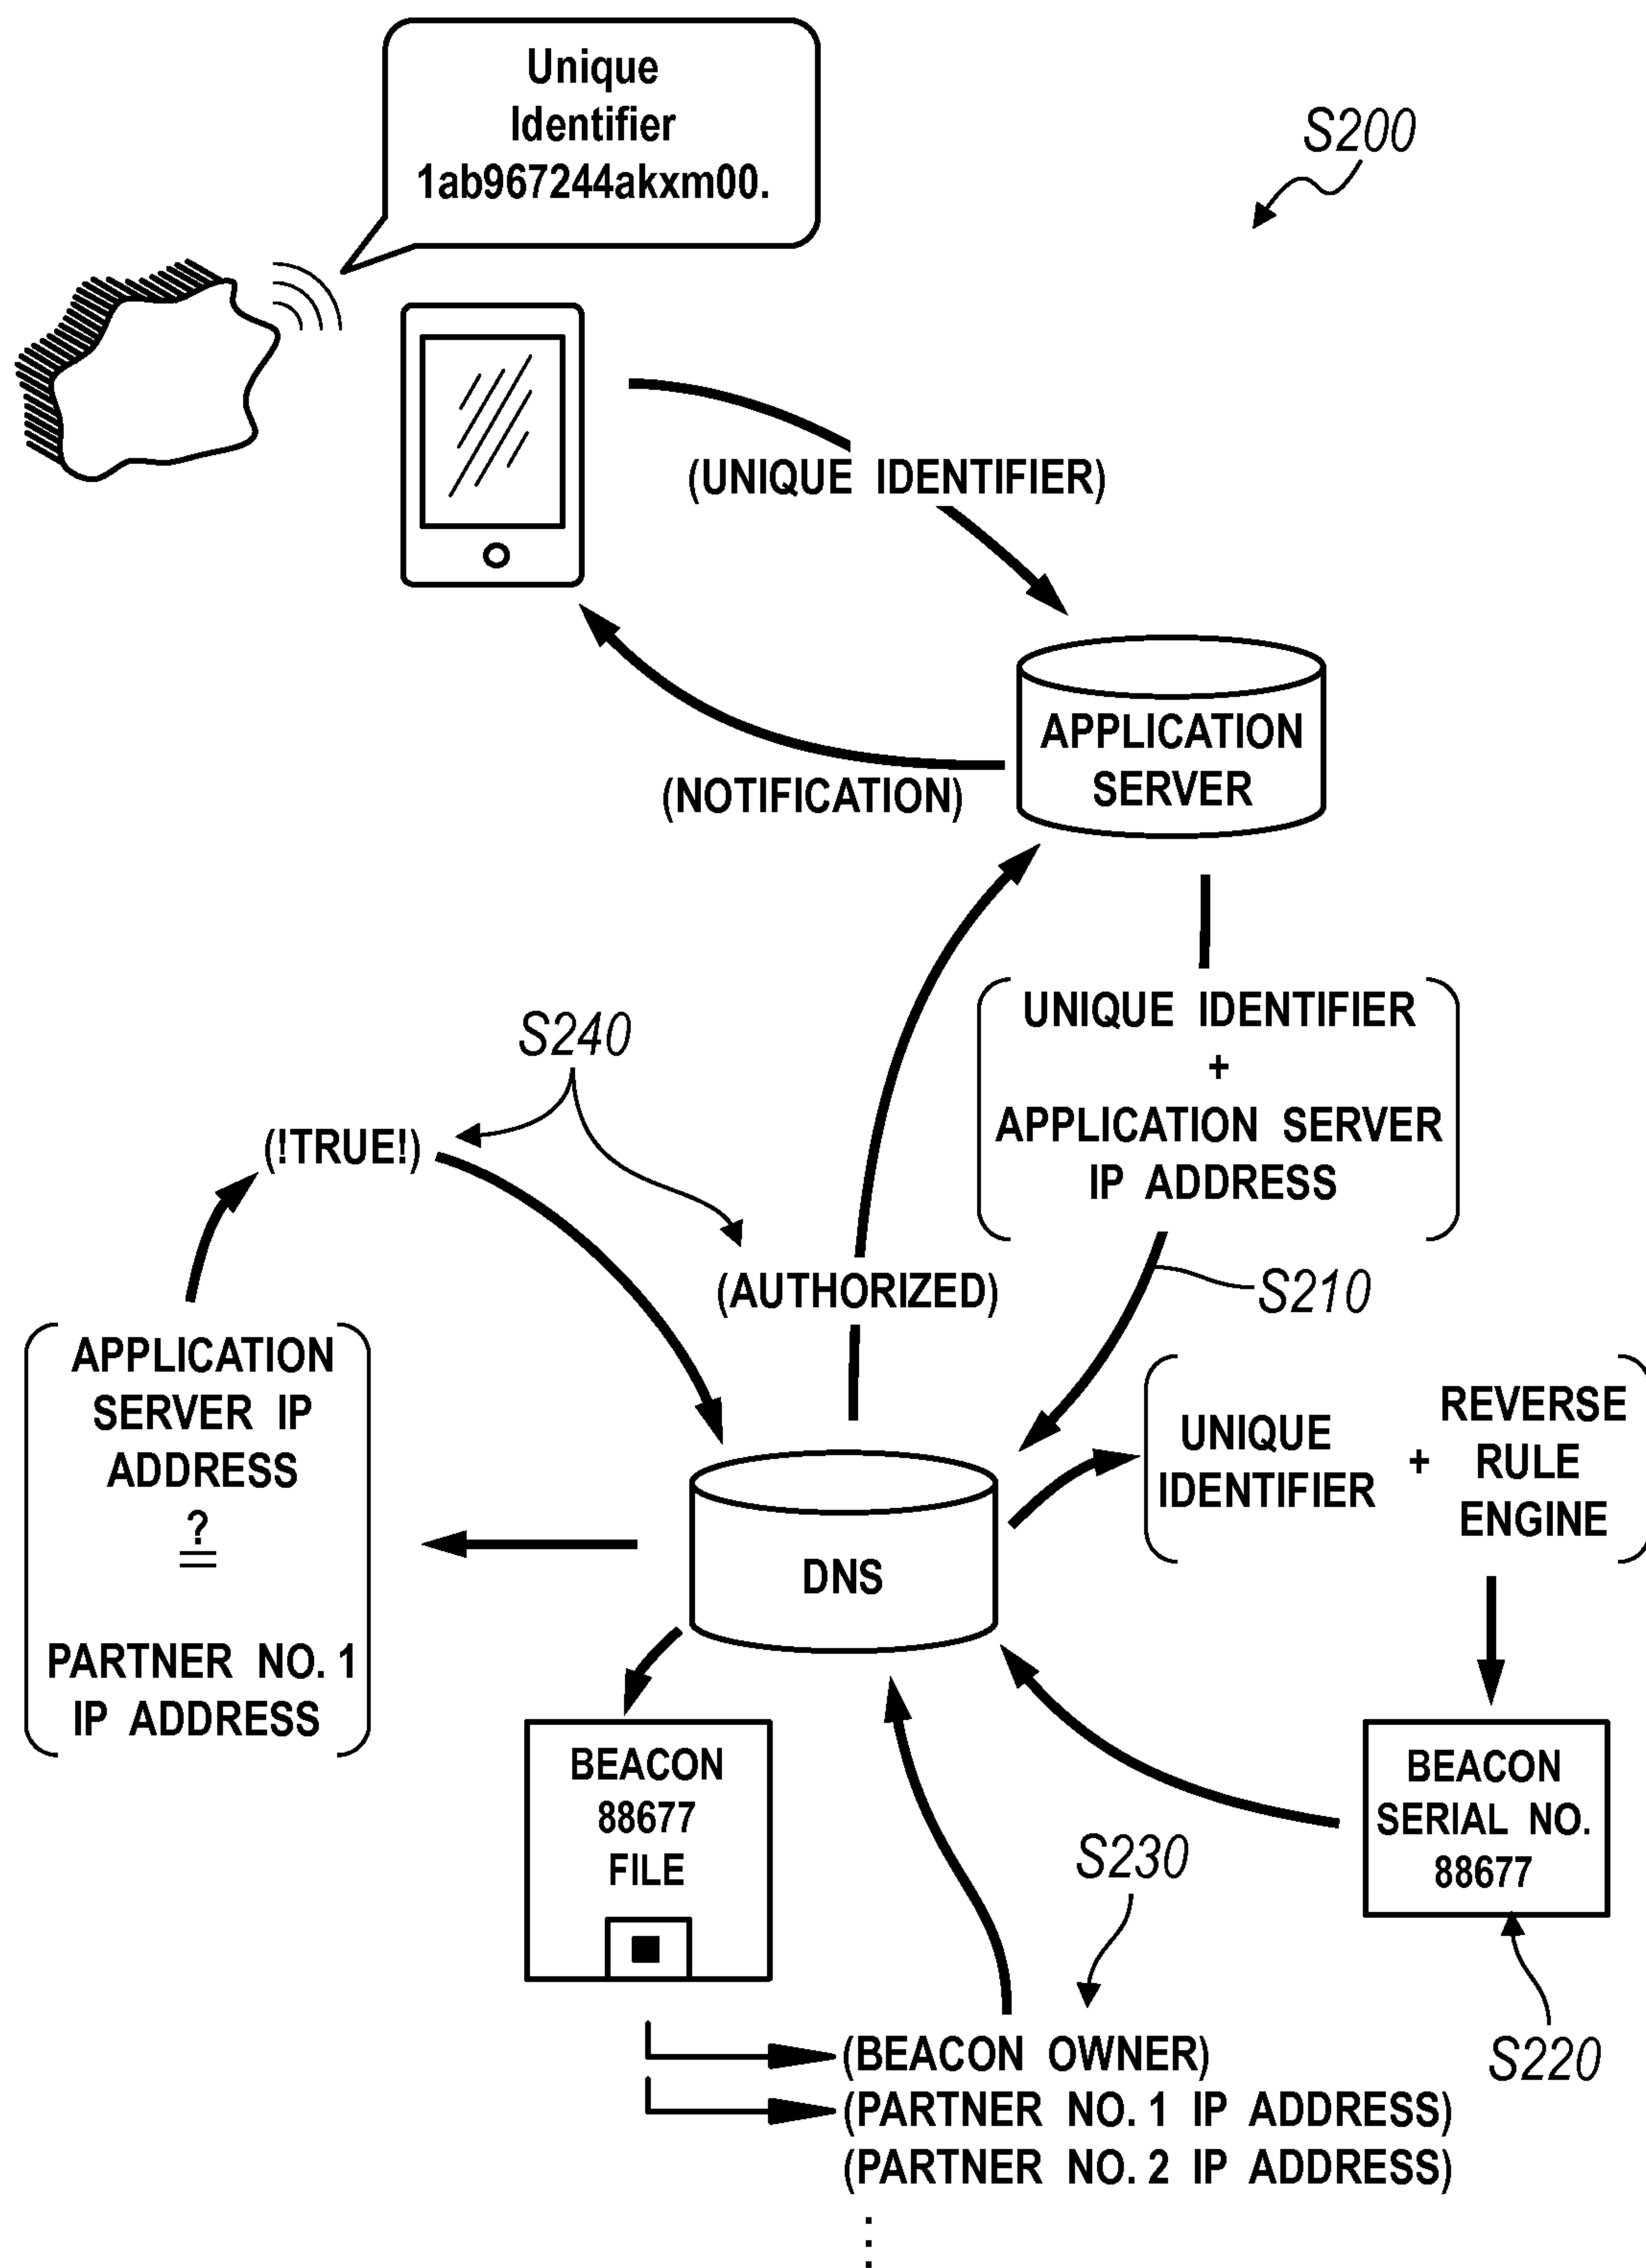 Unique
Identifier
1ab967244akxm00.
S200
(UNIQUE IDENTIFIER)
APPLICATION
SERVER
(NOTIFICATION)
UNIQUE IDENTIFIER
+
APPLICATION SERVER
IP ADDRESS
S240
(!TRUE!)
(AUTHORIZED)
S210
APPLICATION
SERVER IP
ADDRESS
?
=
PARTNER NO. 1
IP ADDRESS
UNIQUE
IDENTIFIER
+
REVERSE
RULE
ENGINE
DNS
BEACON
88677
FILE
BEACON
SERIAL NO.
88677
S230
S220
(BEACON OWNER)
(PARTNER NO. 1 IP ADDRESS)
(PARTNER NO. 2 IP ADDRESS)
⋮